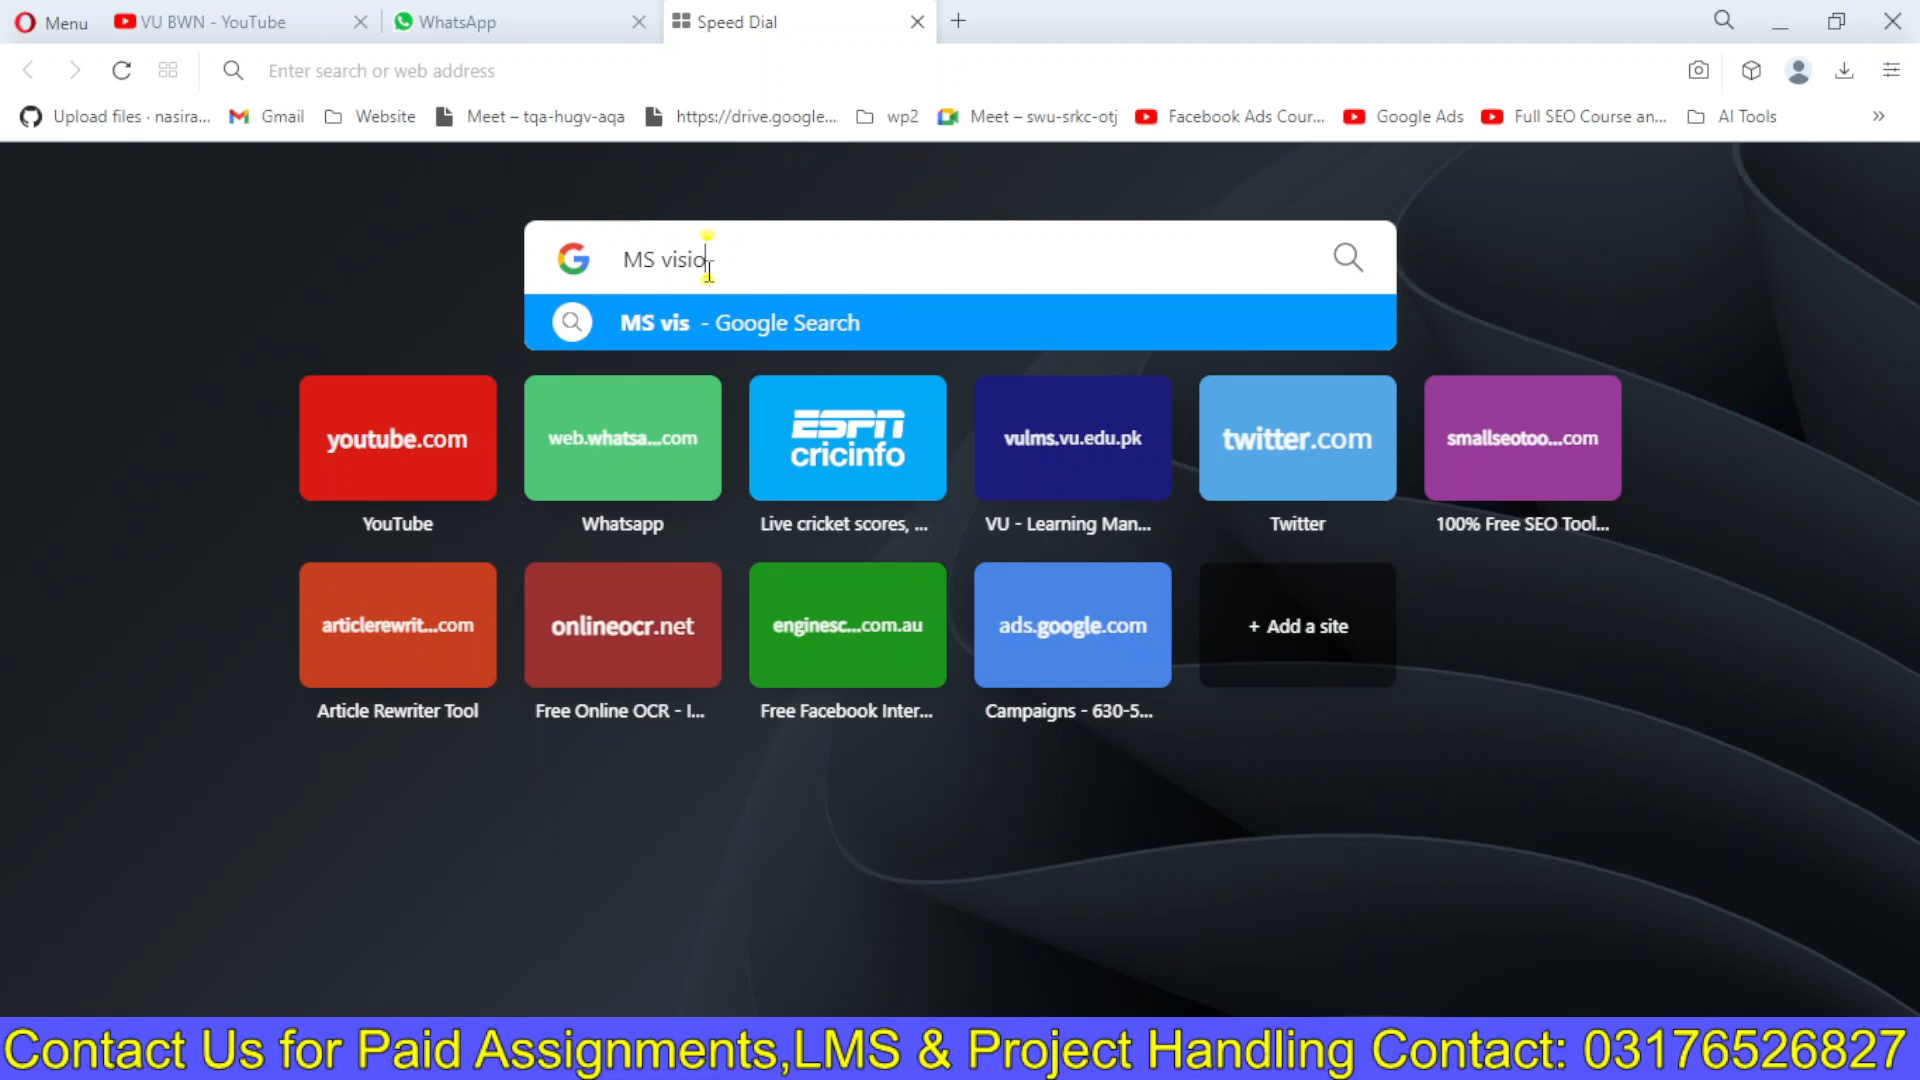 Menu
VU BWN - YouTube
WhatsApp
Speed Dial
Enter search or web address
Upload files · nasira...
Gmail
Website
Meet – tqa-hugv-aqa
https://drive.google...
wp2
Meet – swu-srkc-otj
Facebook Ads Cour...
Google Ads
Full SEO Course an...
AI Tools
MS visio
MS vis - Google Search
youtube.com
web.whatsa...com
ESPN
cricinfo
vulms.vu.edu.pk
twitter.com
smallseotoo...com
YouTube
Whatsapp
Live cricket scores, ...
VU - Learning Man...
Twitter
100% Free SEO Tool...
articlerewrit...com
onlineocr.net
enginesc...com.au
ads.google.com
+ Add a site
Article Rewriter Tool
Free Online OCR - I...
Free Facebook Inter...
Campaigns - 630-5...
Contact Us for Paid Assignments,LMS & Project Handling Contact: 03176526827